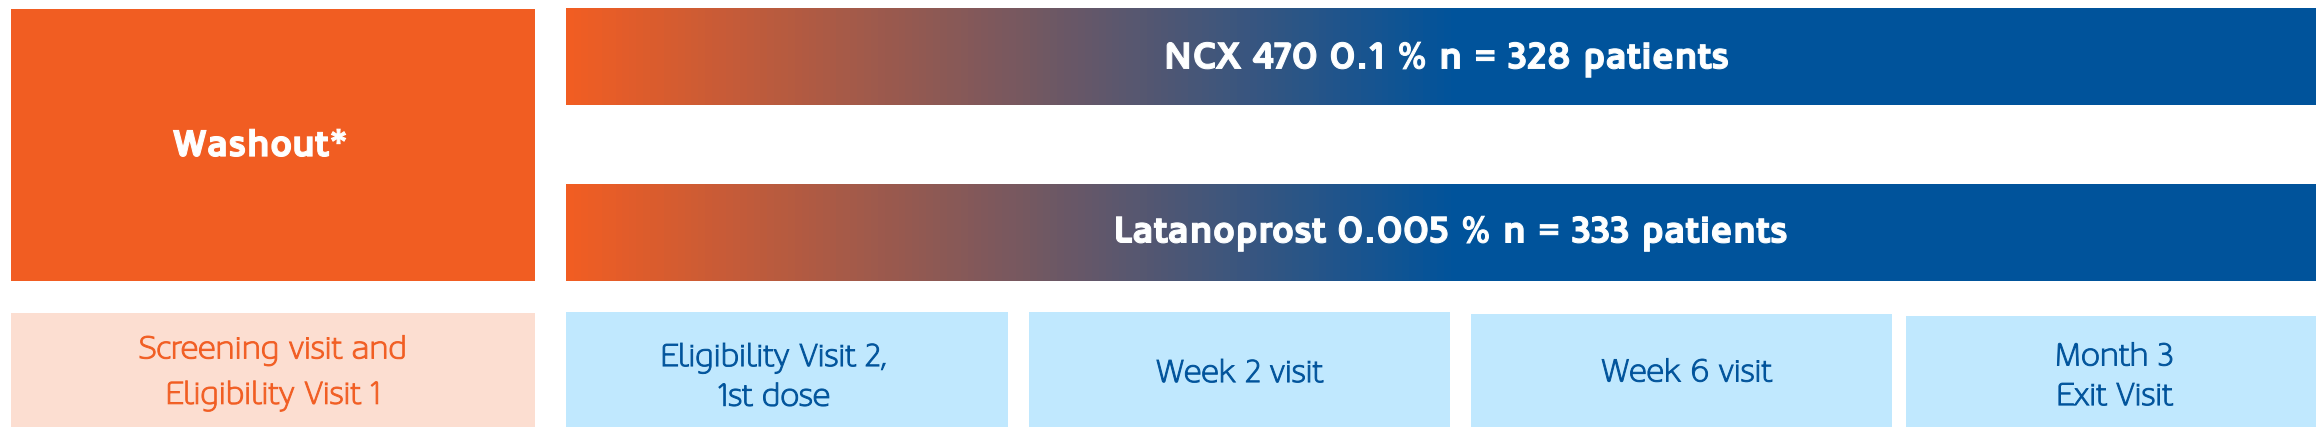 Washout*
NCX 470 0.1 % n = 328 patients
Latanoprost 0.005 % n = 333 patients
Screening visit and
Eligibility Visit 1
Eligibility Visit 2,
1st dose
Week 2 visit
Week 6 visit
Month 3
Exit Visit